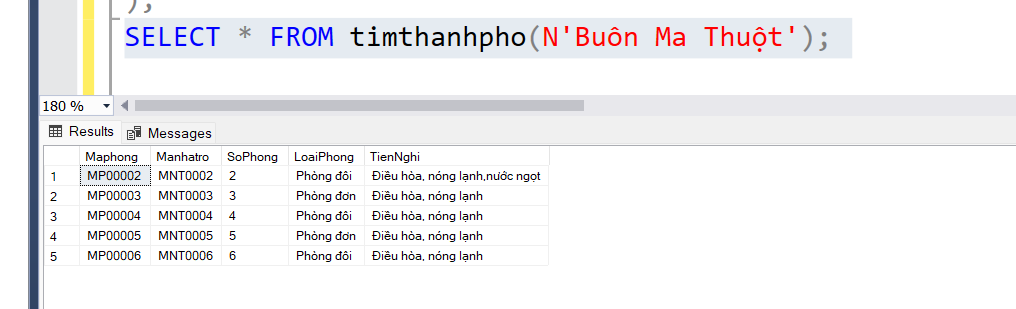 );
SELECT * FROM timthanhpho(N'Buôn Ma Thuột');
180 %
Results Messages
Maphong Manhatro SoPhong LoaiPhong TienNghi
1 MP00002 MNT0002 2 Phòng đôi Điều hòa, nóng lạnh,nước ngọt
2 MP00003 MNT0003 3 Phòng đơn Điều hòa, nóng lạnh
3 MP00004 MNT0004 4 Phòng đôi Điều hòa, nóng lạnh
4 MP00005 MNT0005 5 Phòng đơn Điều hòa, nóng lạnh
5 MP00006 MNT0006 6 Phòng đôi Điều hòa, nóng lạnh